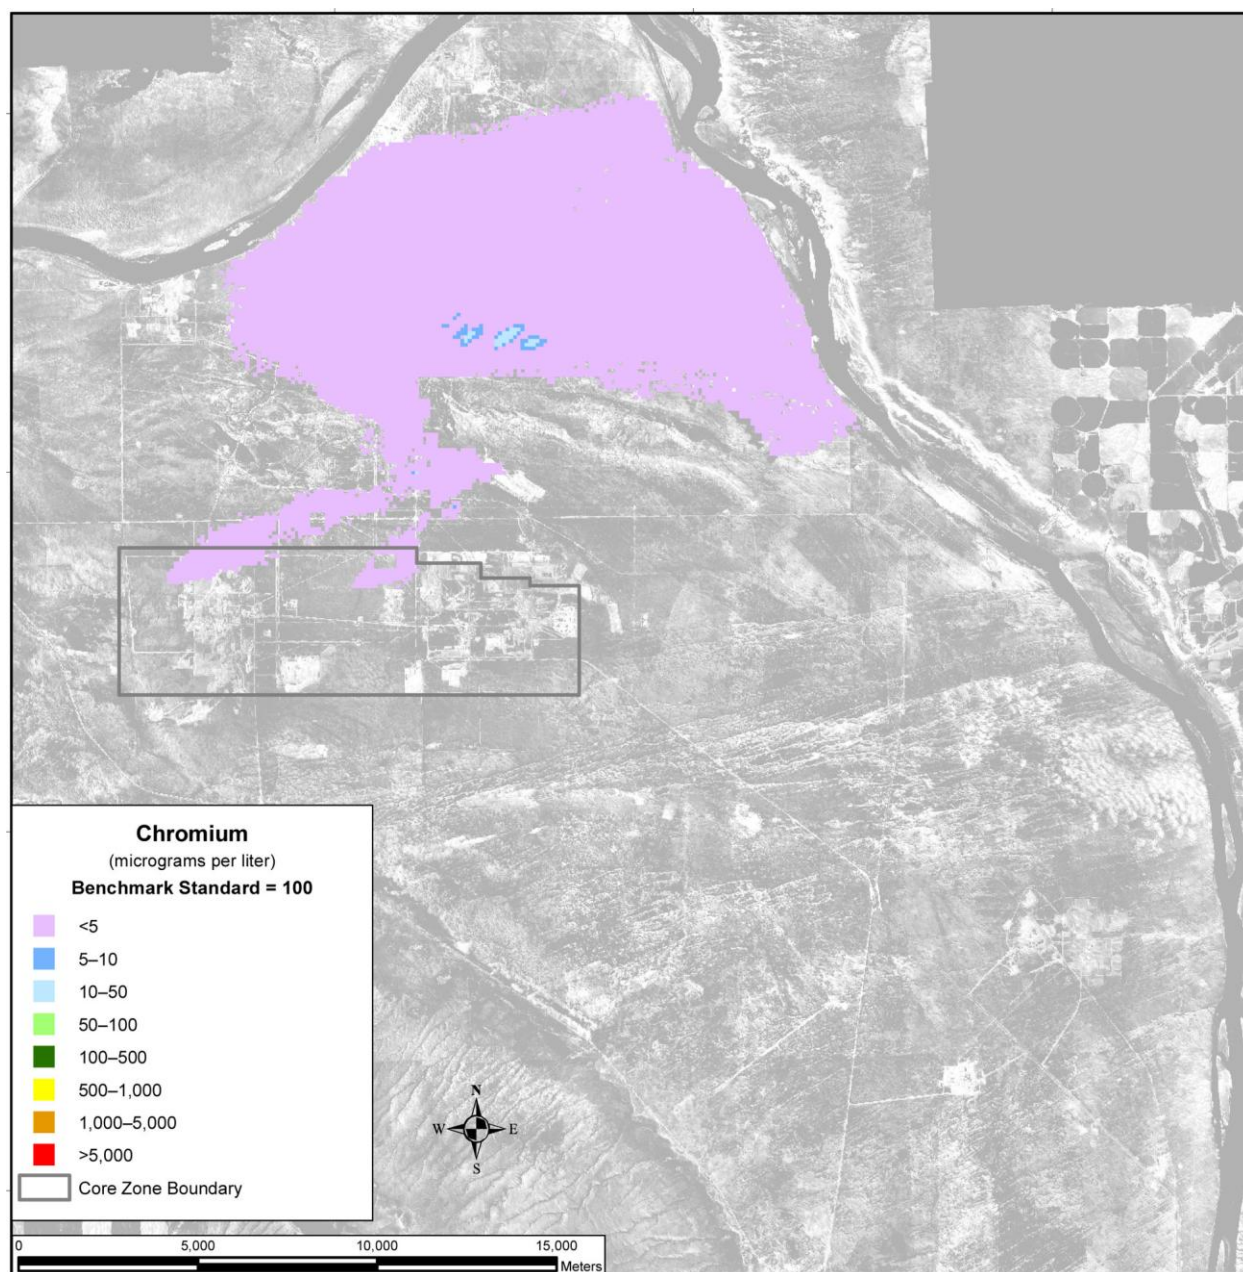 Chromium
(micrograms per liter)
Benchmark Standard = 100
<5
5–10
10–50
50–100
100–500
500–1,000
1,000–5,000
>5,000
Core Zone Boundary
N
W E
S
0 5,000 10,000 15,000
Meters